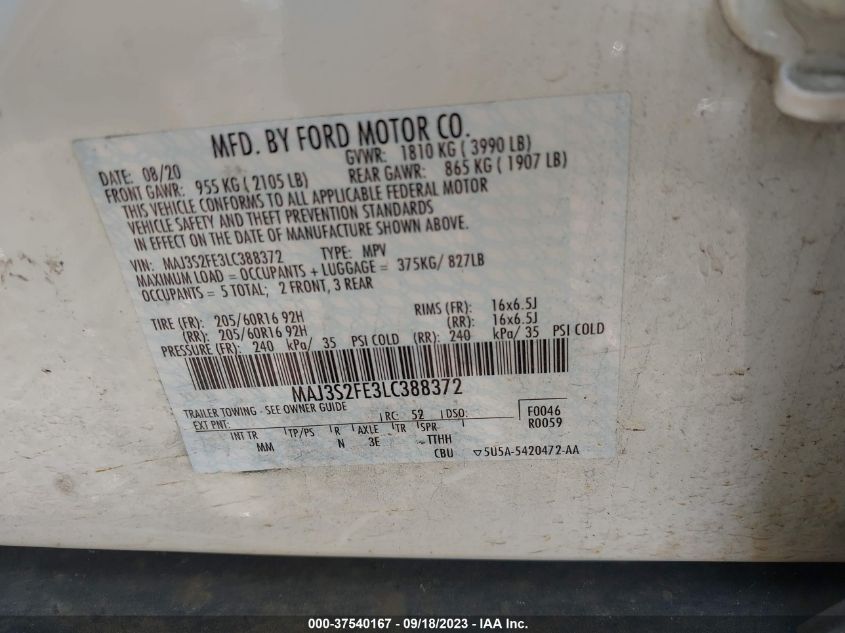 MFD. BY FORD MOTOR CO.
DATE: 08/20 GVWR: 1810 KG ( 3990 LB)
FRONT GAWR: 955 KG ( 2105 LB) REAR GAWR: 865 KG ( 1907 LB)
THIS VEHICLE CONFORMS TO ALL APPLICABLE FEDERAL MOTOR
VEHICLE SAFETY AND THEFT PREVENTION STANDARDS
IN EFFECT ON THE DATE OF MANUFACTURE SHOWN ABOVE.
VIN: MAJ3S2FE3LC388372 TYPE: MPV
MAXIMUM LOAD = OCCUPANTS + LUGGAGE = 375KG/ 827LB
OCCUPANTS = 5 TOTAL; 2 FRONT, 3 REAR
TIRE (FR): 205/60R16 92H RIMS (FR): 16x6.5J
(RR): 205/60R16 92H (RR): 16x6.5J
PRESSURE (FR): 240 kPa/ 35 PSI COLD (RR): 240 kPa/ 35 PSI COLD
MAJ3S2FE3LC388372
TRAILER TOWING - SEE OWNER GUIDE
EXT PNT: RC: 52 DSO: F0046
R0059
INT TR TP/PS R AXLE TR SPR
MM N 3E TTHH
CBU ▽5U5A-5420472-AA
000-37540167 - 09/18/2023 - IAA Inc.